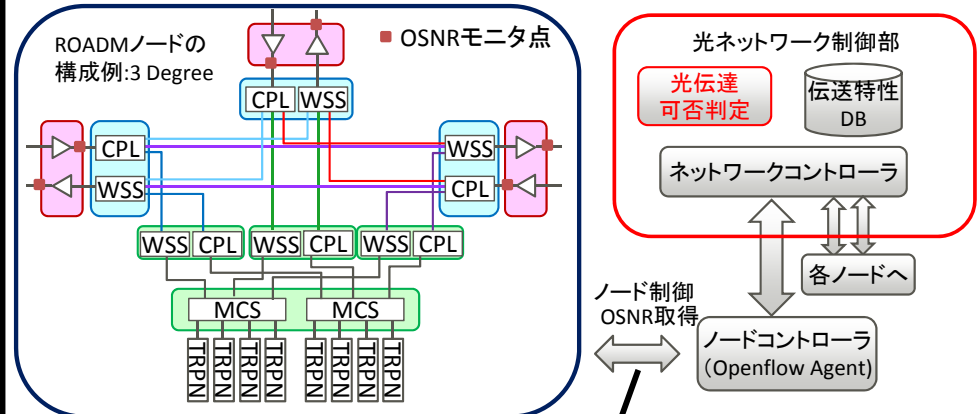 ROADMノードの
構成例:3 Degree
OSNRモニタ点
CPL
WSS
CPL
WSS
WSS
CPL
WSS
CPL
WSS
CPL
WSS
CPL
MCS
MCS
TRPN
TRPN
TRPN
TRPN
TRPN
TRPN
TRPN
TRPN
光ネットワーク制御部
光伝達
可否判定
伝送特性
DB
ネットワークコントローラ
各ノードへ
ノード制御
OSNR取得
ノードコントローラ
(Openflow Agent)